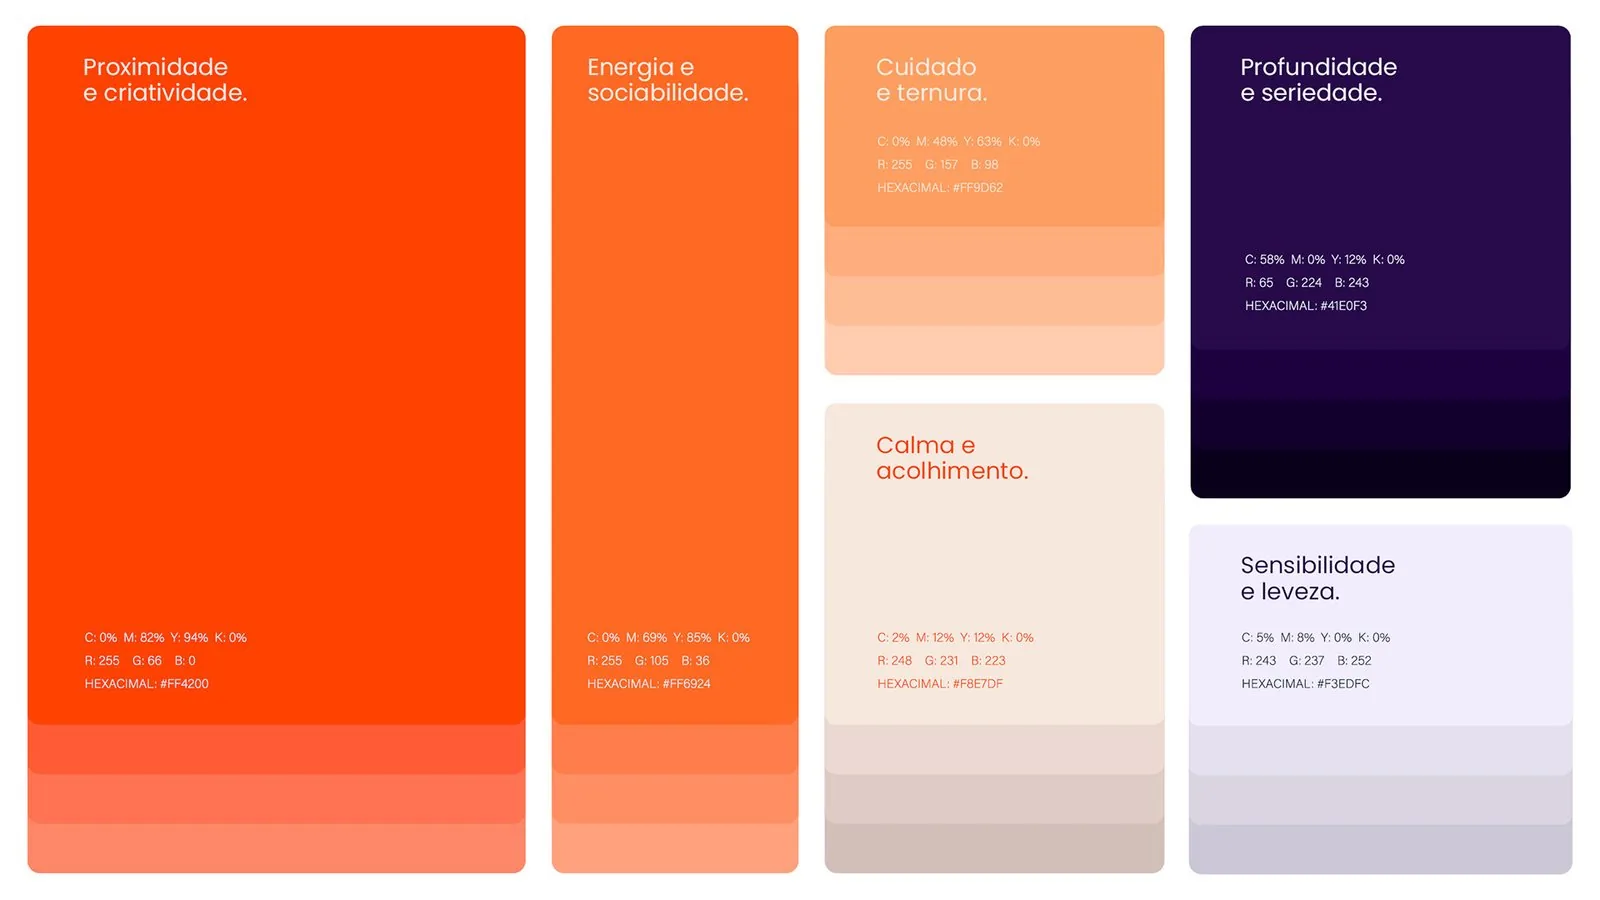 Proximidade
e criatividade.
C: 0% M: 82% Y: 94% K: 0%
R: 255 G: 66 B: 0
HEXACIMAL: #FF4200
Energia e
sociabilidade.
C: 0% M: 69% Y: 85% K: 0%
R: 255 G: 105 B: 36
HEXACIMAL: #FF6924
Cuidado
e ternura.
C: 0% M: 48% Y: 63% K: 0%
R: 255 G: 157 B: 98
HEXACIMAL: #FF9D62
Calma e
acolhimento.
C: 2% M: 12% Y: 12% K: 0%
R: 248 G: 231 B: 223
HEXACIMAL: #F8E7DF
Profundidade
e seriedade.
C: 58% M: 0% Y: 12% K: 0%
R: 65 G: 224 B: 243
HEXACIMAL: #41E0F3
Sensibilidade
e leveza.
C: 5% M: 8% Y: 0% K: 0%
R: 243 G: 237 B: 252
HEXACIMAL: #F3EDFC